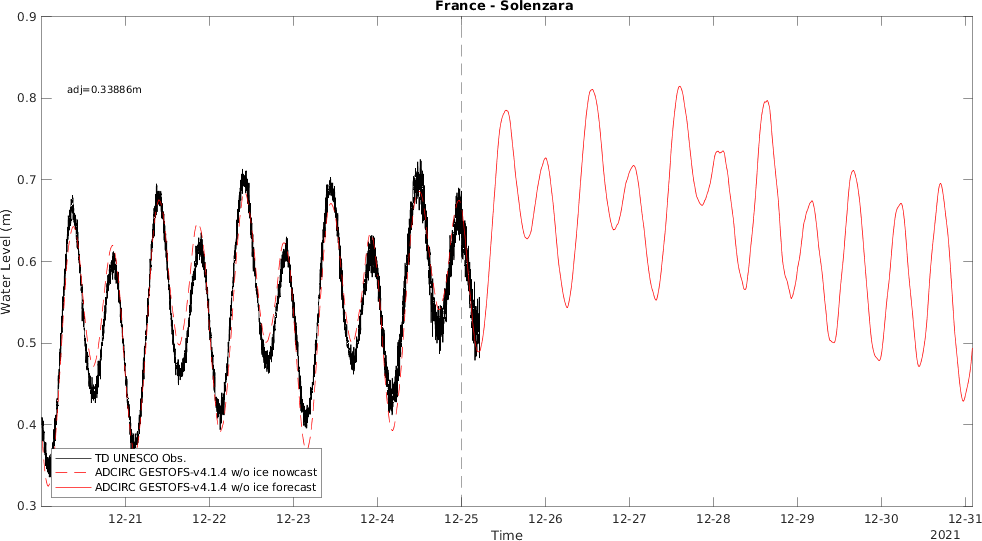 France - Solenzara
0.9
0.8
0.7
0.6
0.5
0.4
0.3
Water Level (m)
adj=0.33886m
TD UNESCO Obs.
ADCIRC GESTOFS-v4.1.4 w/o ice nowcast
ADCIRC GESTOFS-v4.1.4 w/o ice forecast
12-21 12-22 12-23 12-24 12-25 12-26 12-27 12-28 12-29 12-30 12-31
Time
2021